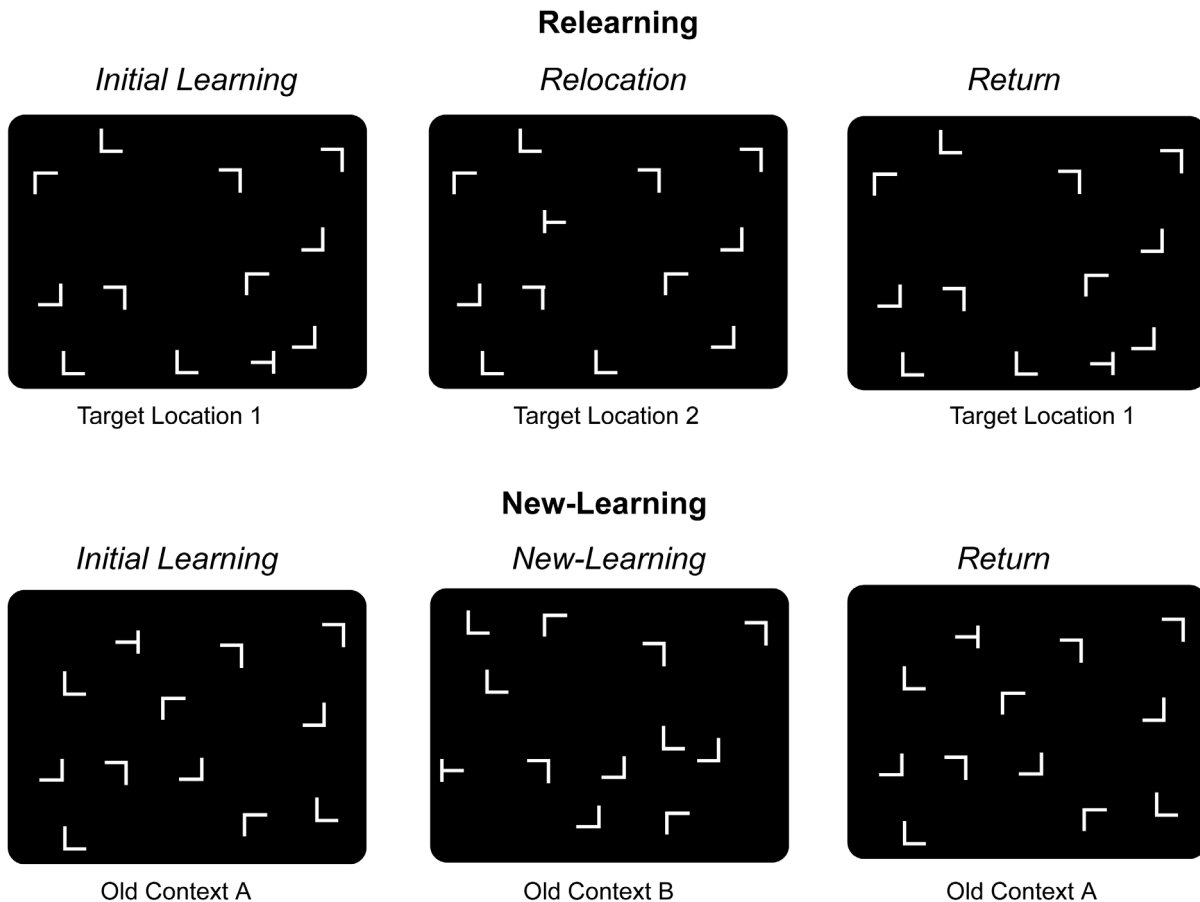 Relearning
Initial Learning
Relocation
Return
Target Location 1
Target Location 2
Target Location 1
New-Learning
Initial Learning
New-Learning
Return
Old Context A
Old Context B
Old Context A